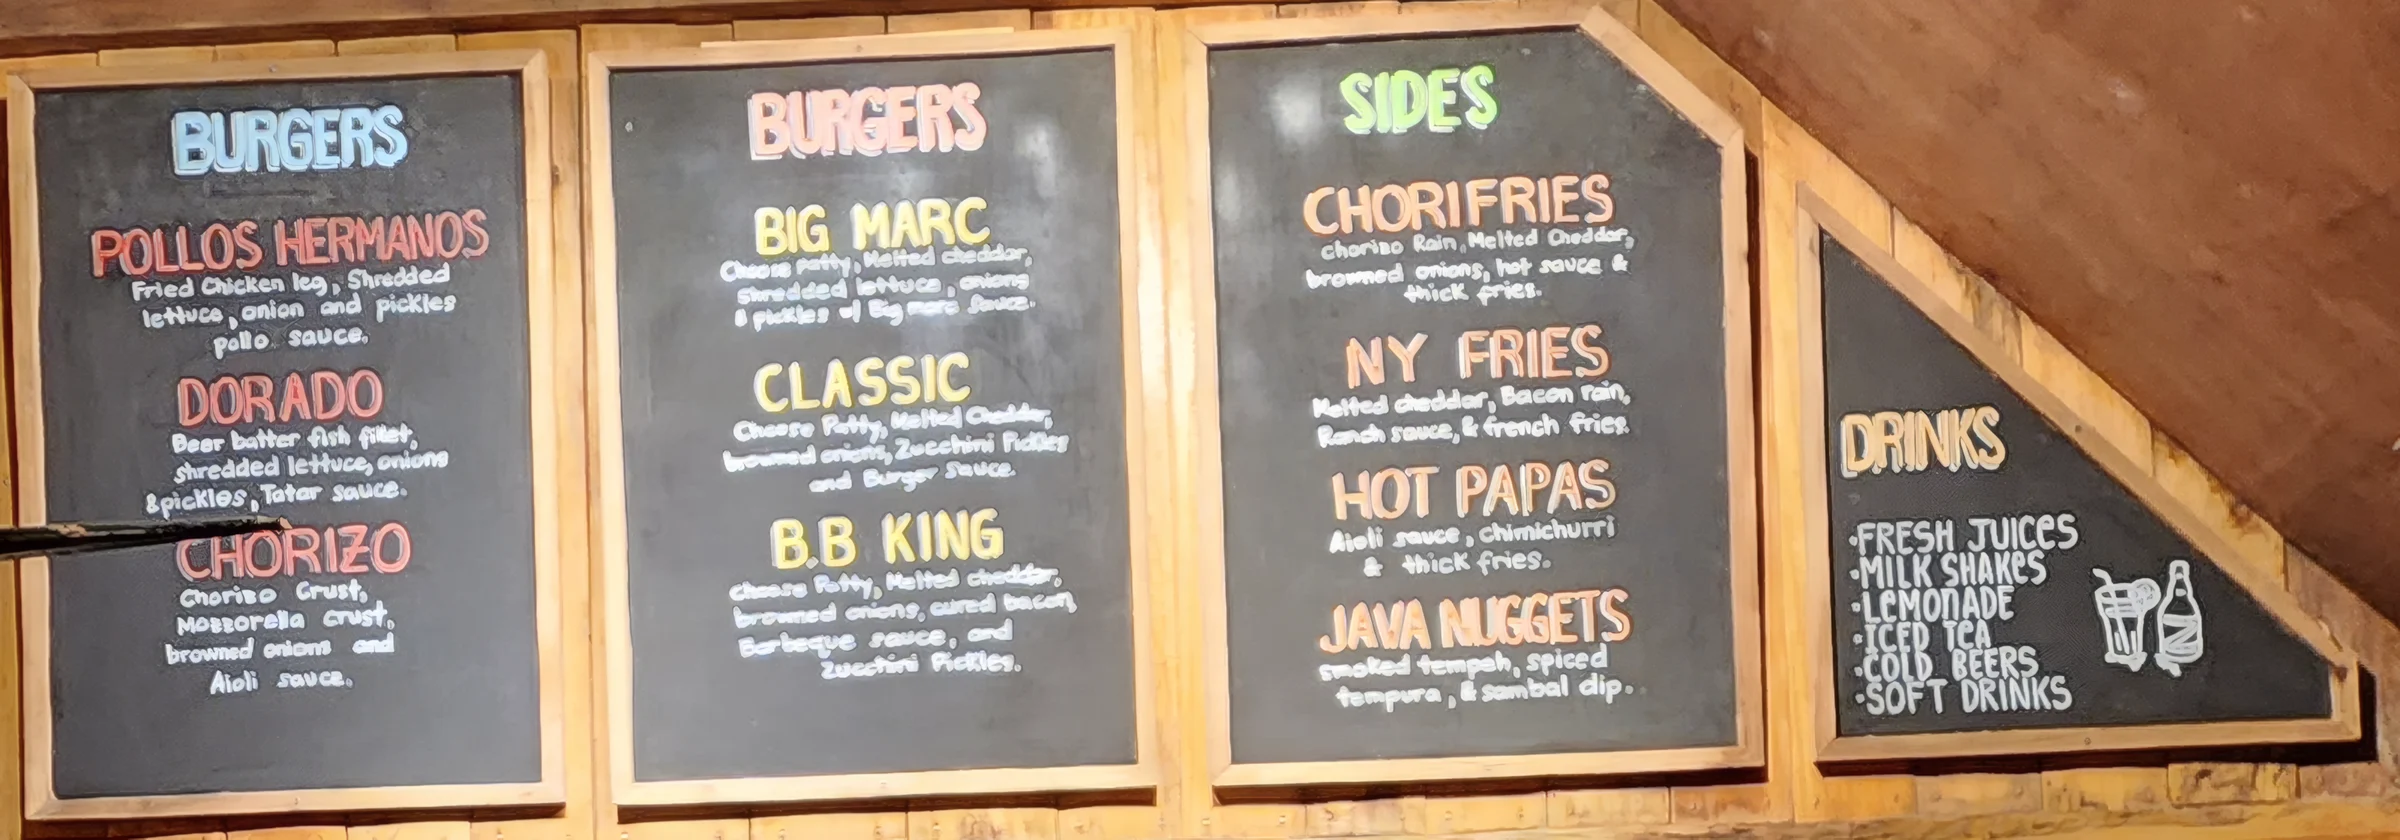 BURGERS
POLLOS HERMANOS
Fried Chicken leg, Shredded
lettuce, onion and pickles
pollo sauce.
DORADO
Beer batter fish fillet,
shredded lettuce, onions
& pickles, Tatar sauce.
CHORIZO
Chorizo Crust,
Mozzorella crust,
browned onions and
Aioli sauce.
BURGERS
BIG MARC
Cheese Patty, Melted cheddar,
Shredded lettuce, onions
& pickles w/ Big marc Sauce.
CLASSIC
Cheese Patty, Melted Cheddar,
browned onions, Zucchini Pickles
and Burger Sauce
B.B KING
cheese Patty, Melted cheddar,
browned onions, cured bacon,
Barbeque sauce, and
Zucchini Pickles.
SIDES
CHORIFRIES
chorizo Rain, Melted Cheddar,
browned onions, hot sauce &
thick fries.
NY FRIES
Melted cheddar, Bacon rain,
Ranch sauce, & french fries
HOT PAPAS
Aioli sauce, chimichurri
& thick fries.
JAVA NUGGETS
smoked tempeh, spiced
tempura, & sambal dip.
DRINKS
•FRESH JUICES
•MILK SHAKES
•LEMONADE
•ICED TEA
•COLD BEERS
•SOFT DRINKS